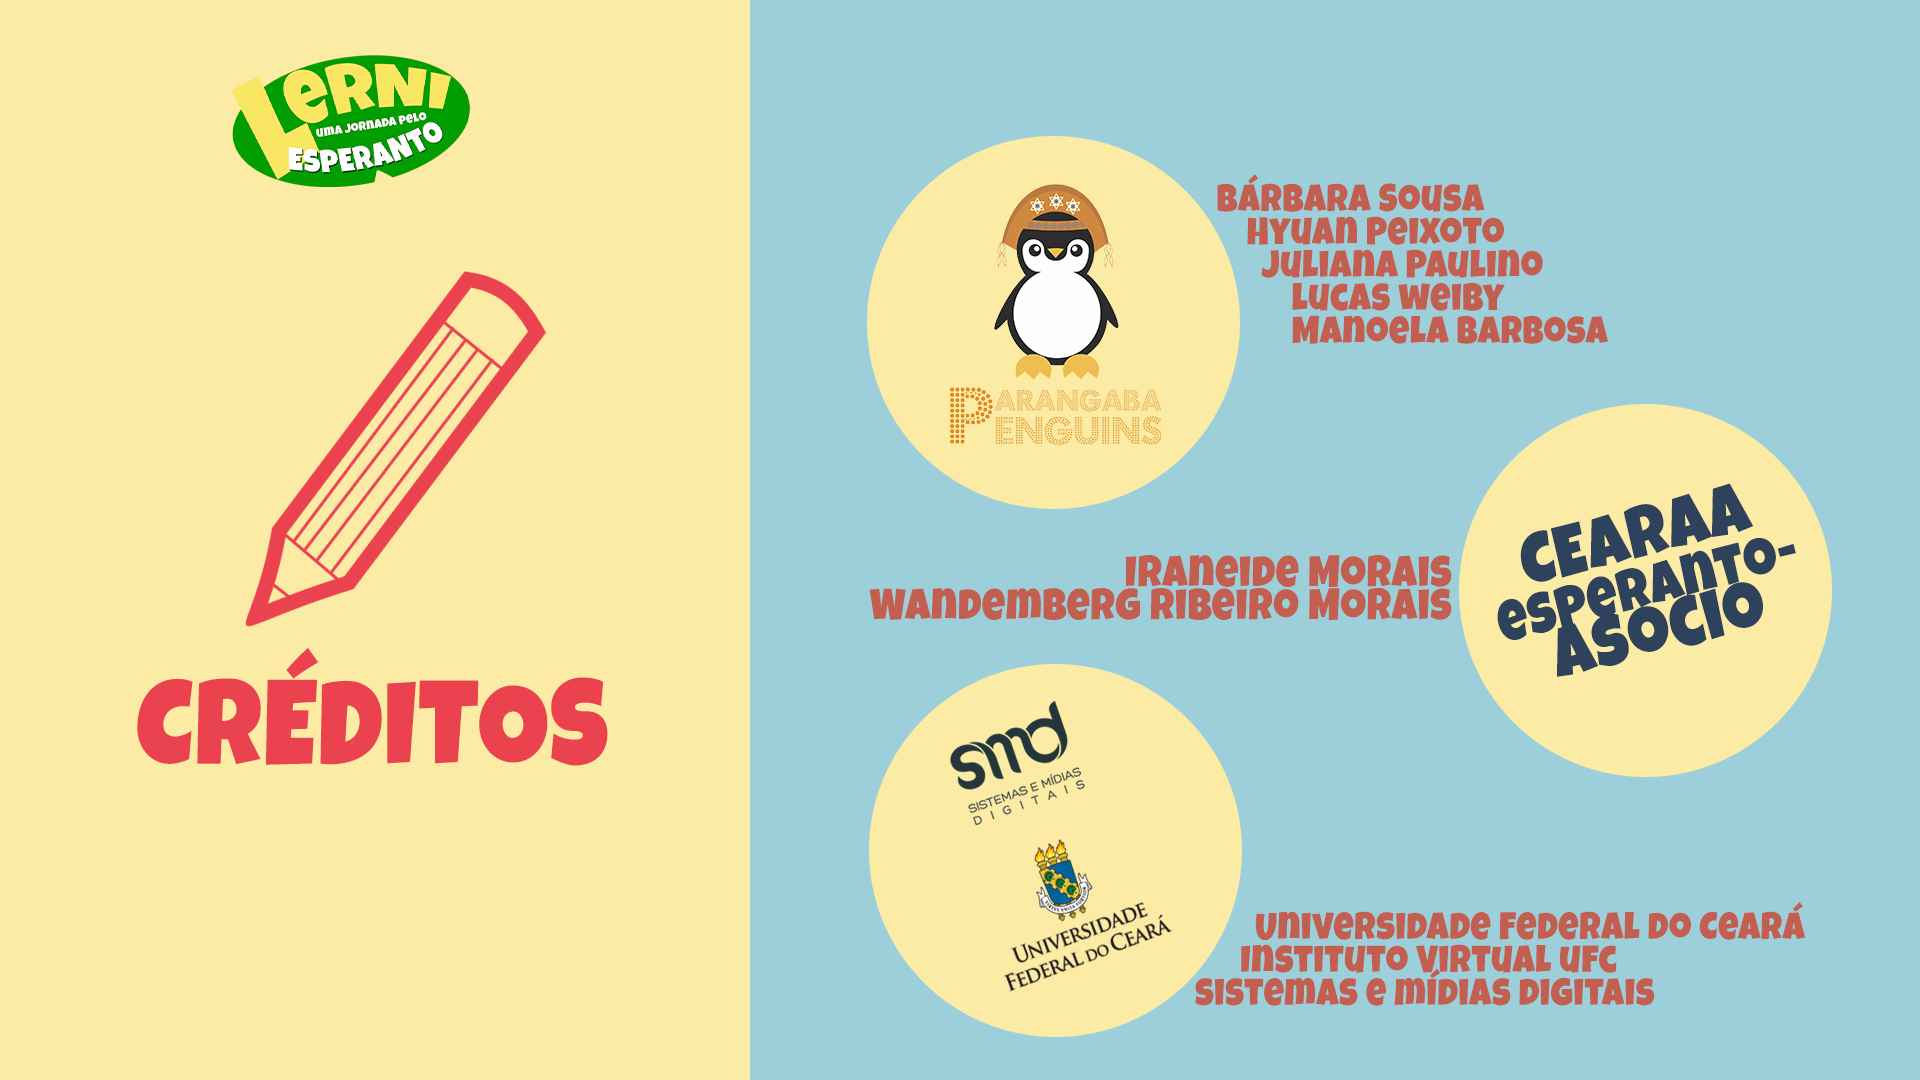 LeRNI
uma jornada pelo
ESPERANTO
CRÉDITOS
PARANGABA
PENGUINS
Bárbara Sousa
Hyuan Peixoto
Juliana Paulino
Lucas Weiby
Manoela Barbosa
Iraneide Morais
Wandemberg Ribeiro Morais
CEARAA
esperanto-
ASOCIO
smd
SISTEMAS E MÍDIAS
DIGITAIS
UNIVERSIDADE
FEDERAL DO CEARÁ
Universidade Federal do Ceará
Instituto Virtual UFC
Sistemas e Mídias Digitais